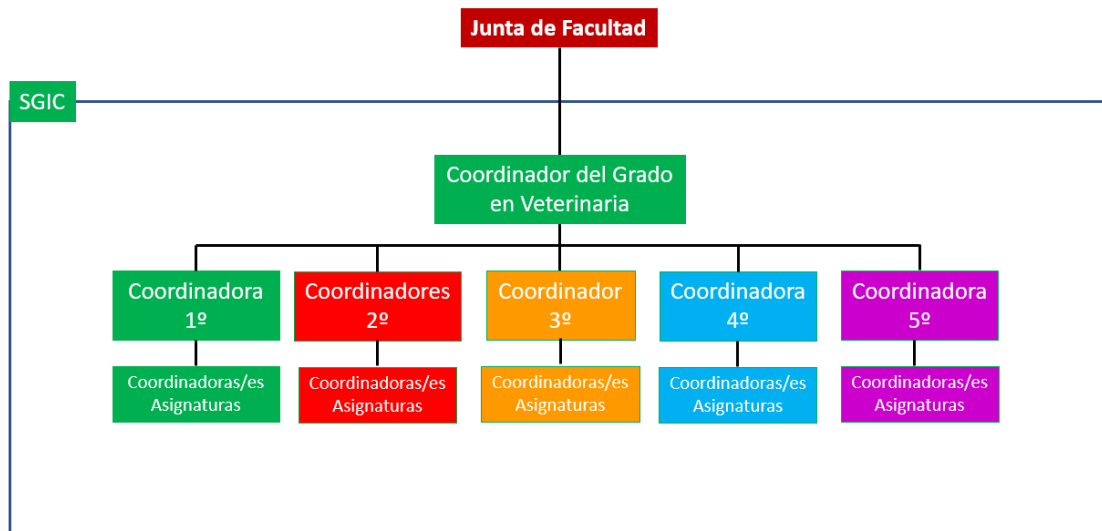 Junta de Facultad
SGIC
Coordinador del Grado
en Veterinaria
Coordinadora
1º
Coordinadores
2º
Coordinador
3º
Coordinadora
4º
Coordinadora
5º
Coordinadoras/es
Asignaturas
Coordinadoras/es
Asignaturas
Coordinadoras/es
Asignaturas
Coordinadoras/es
Asignaturas
Coordinadoras/es
Asignaturas